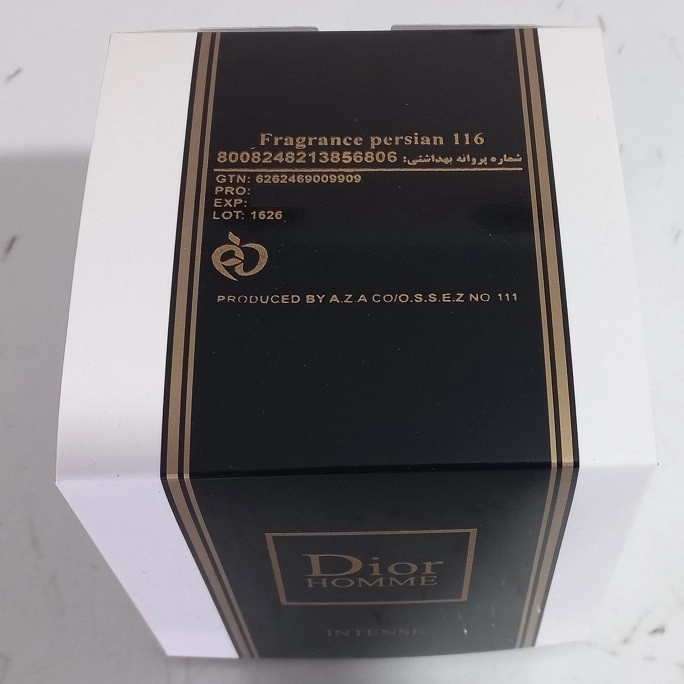 Fragrance persian 116
شماره پروانه بهداشتی: 8008248213856806
GTN: 6262469009909
PRO:
EXP:
LOT: 1626
PRODUCED BY A.Z.A CO/O.S.S.E.Z NO 111
Dior
HOMME
INTENSE